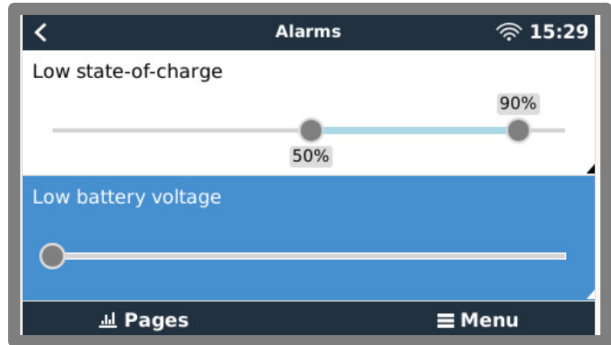 Alarms
15:29
Low state-of-charge
90%
50%
Low battery voltage
Pages
Menu